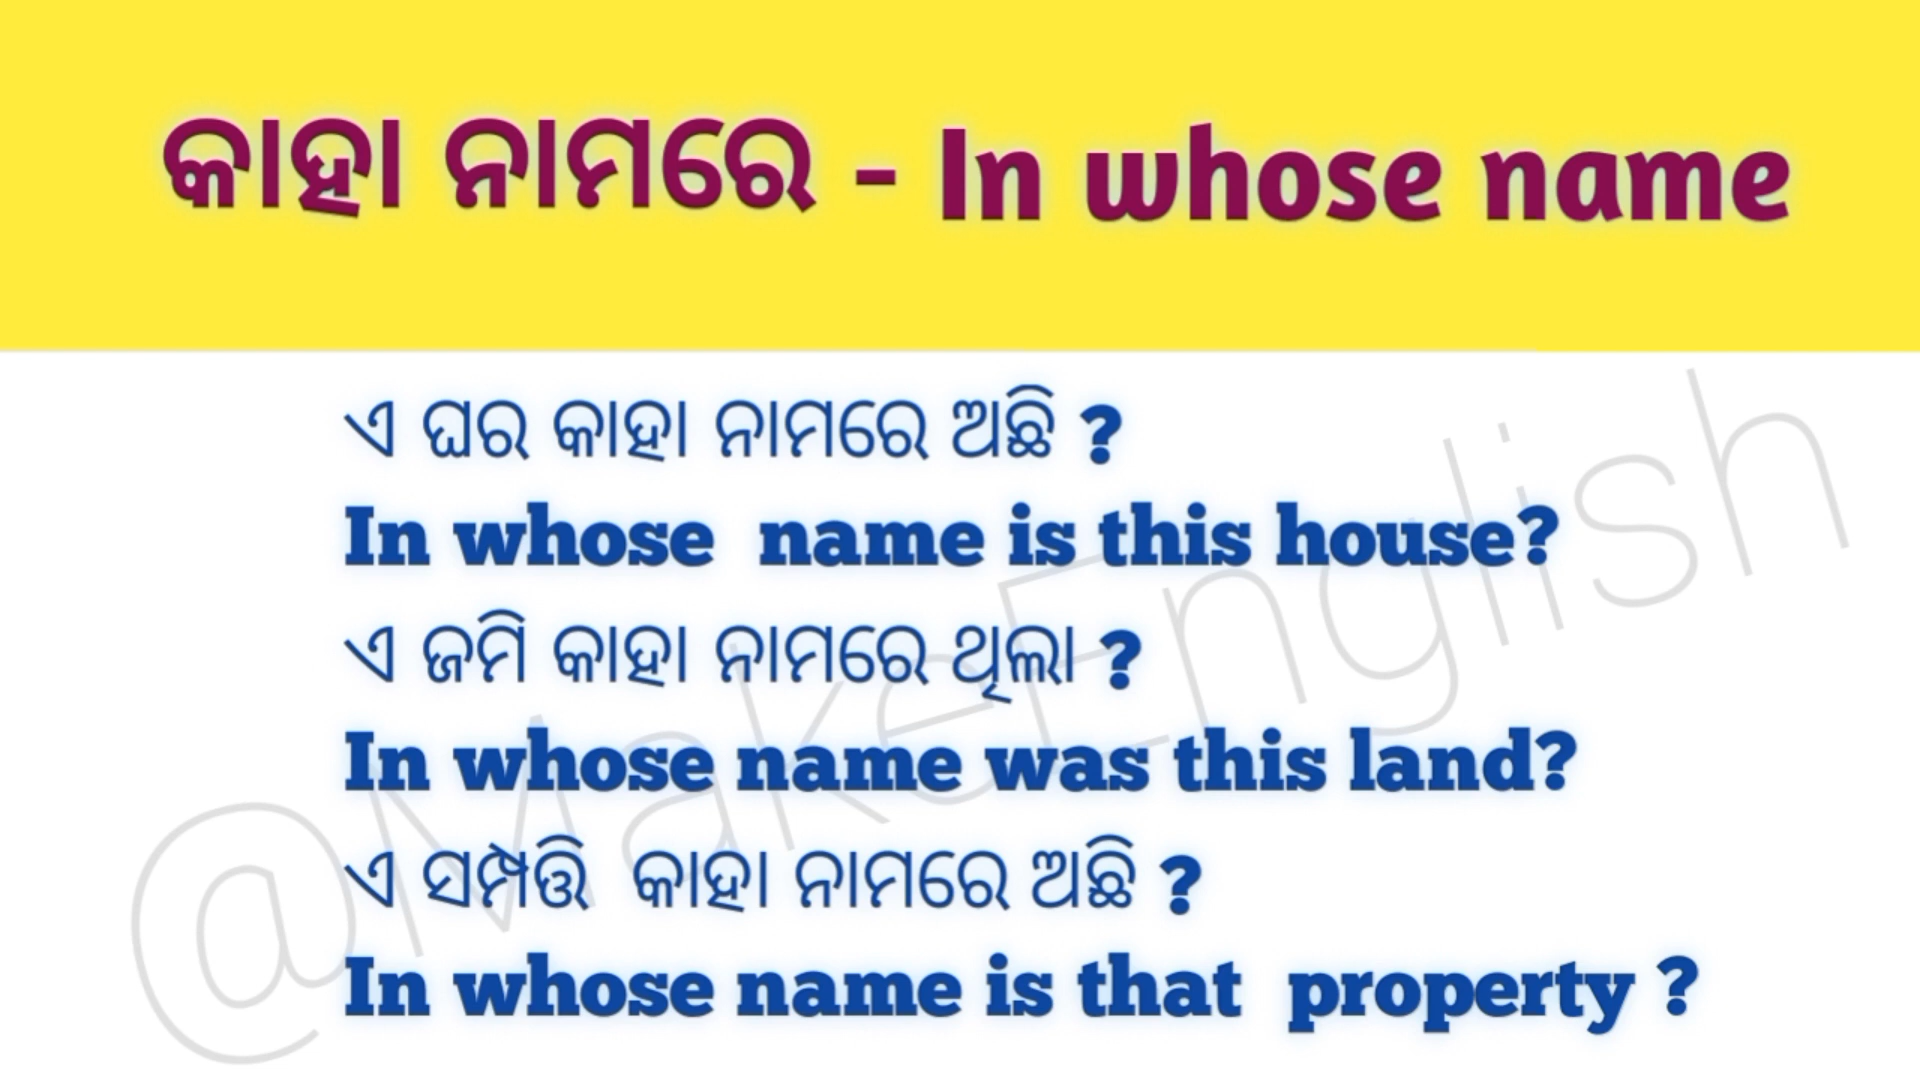 କାହା ନାମରେ - In whose name
ଏ ଘର କାହା ନାମରେ ଅଛି ?
In whose name is this house?
ଏ ଜମି କାହା ନାମରେ ଥିଲା ?
In whose name was this land?
ଏ ସମ୍ପତ୍ତି କାହା ନାମରେ ଅଛି ?
In whose name is that property ?
@MakeEnglish